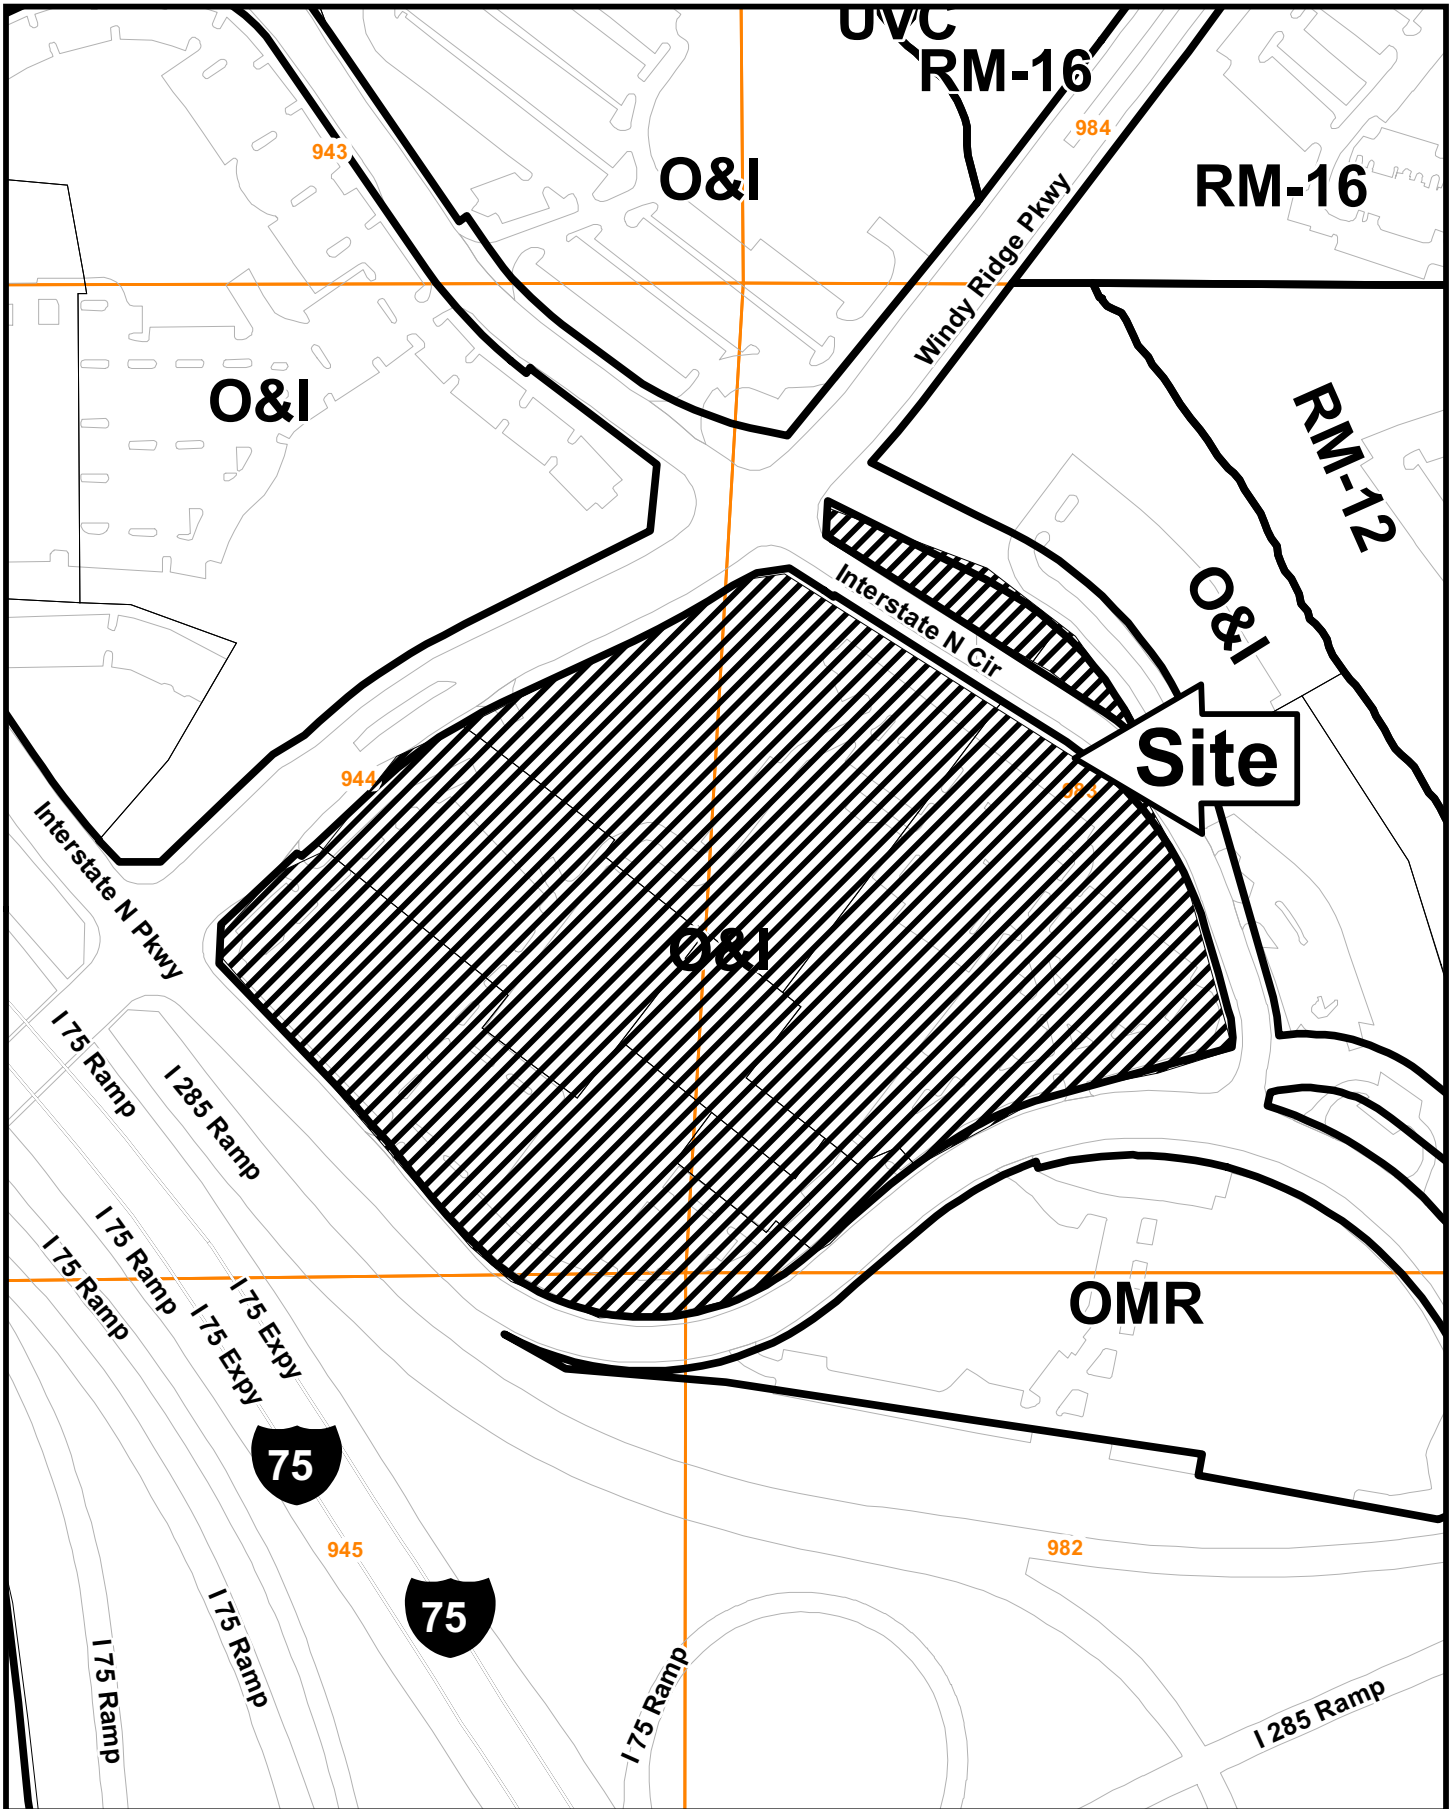 UVC
RM-16
984
943
O&I
RM-16
Windy Ridge Pkwy
O&I
RM-12
Interstate N Cir
O&I
Site
944
983
Interstate N Pkwy
O&I
I 75 Ramp
I 285 Ramp
I 75 Ramp
I 75 Ramp
I 75 Expy
I 75 Expy
OMR
75
945
982
75
I 75 Ramp
I 75 Ramp
I 75 Ramp
I 285 Ramp